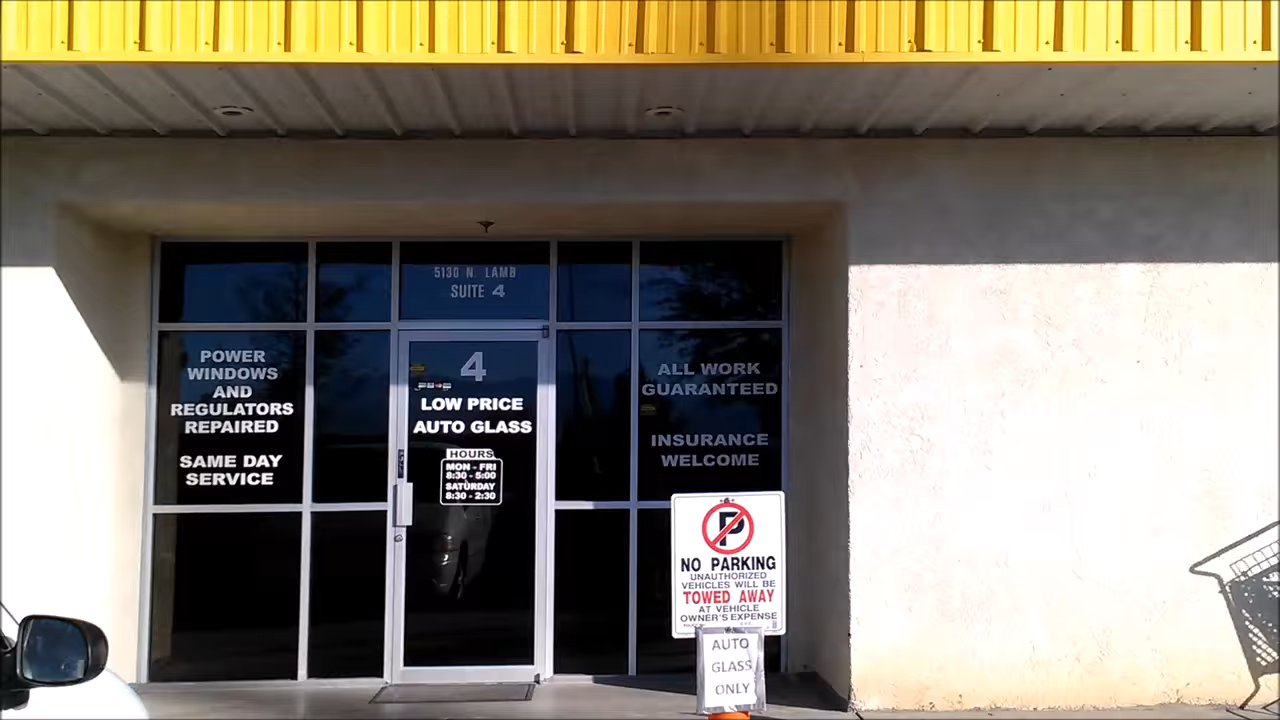 5130 N LAMB
SUITE 4
POWER
WINDOWS
AND
REGULATORS
REPAIRED
SAME DAY
SERVICE
4
LOW PRICE
AUTO GLASS
HOURS
MON - FRI
8:30 - 5:00
SATURDAY
8:30 - 2:30
ALL WORK
GUARANTEED
INSURANCE
WELCOME
P
NO PARKING
UNAUTHORIZED
VEHICLES WILL BE
TOWED AWAY
AT VEHICLE
OWNER'S EXPENSE
AUTO
GLASS
ONLY